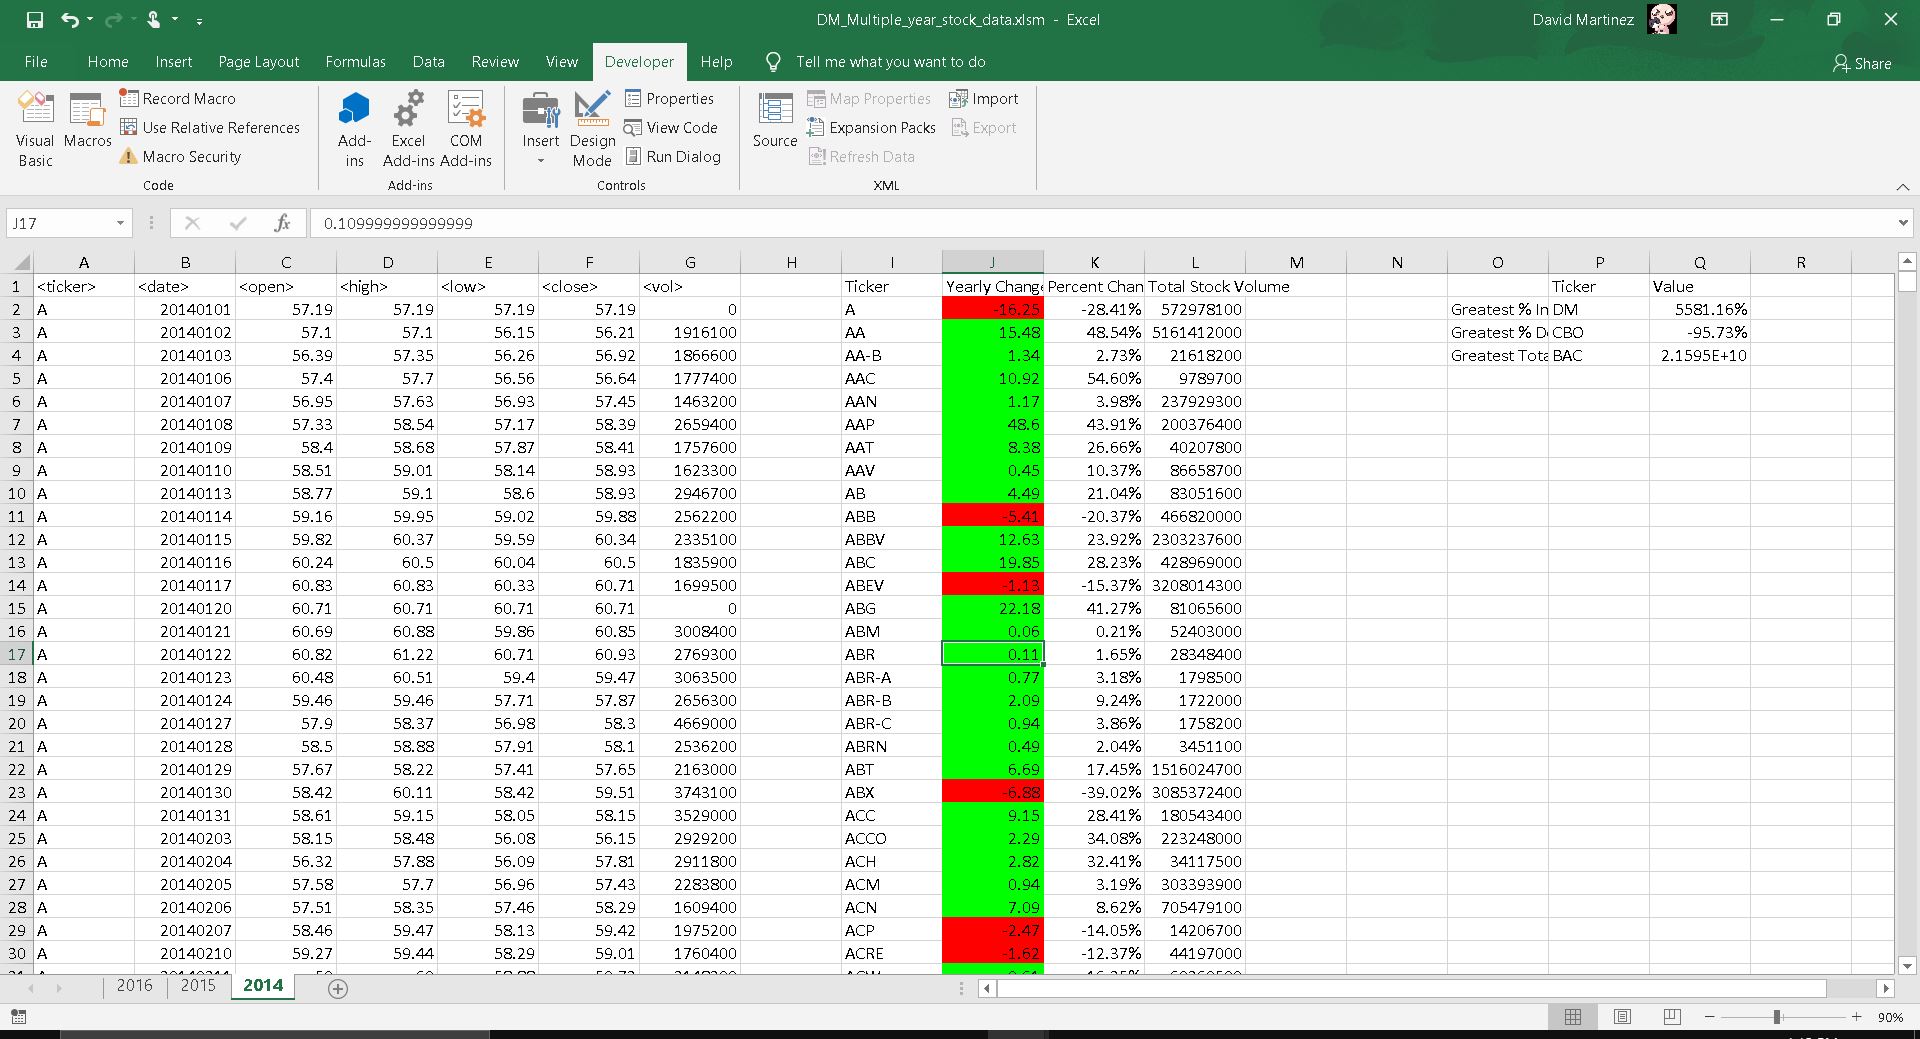 DM_Multiple_year_stock_data.xlsm - Excel
David Martinez
File Home Insert Page Layout Formulas Data Review View Developer Help Tell me what you want to do
Share
Visual Basic
Macros
Record Macro
Use Relative References
Macro Security
Code
Add-ins
Excel Add-ins
COM Add-ins
Add-ins
Insert
Design Mode
Properties
View Code
Run Dialog
Controls
Source
Map Properties
Expansion Packs
Refresh Data
Import
Export
XML
J17
fx
0.109999999999999
A B C D E F G H I J K L M N O P Q R
1 <ticker> <date> <open> <high> <low> <close> <vol> Ticker Yearly Change Percent Chan Total Stock Volume Ticker Value
2 A 20140101 57.19 57.19 57.19 57.19 0 A -16.25 -28.41% 572978100 Greatest % In DM 5581.16%
3 A 20140102 57.1 57.1 56.15 56.21 1916100 AA 15.48 48.54% 5161412000 Greatest % D CBO -95.73%
4 A 20140103 56.39 57.35 56.26 56.92 1866600 AA-B 1.34 2.73% 21618200 Greatest Tota BAC 2.1595E+10
5 A 20140106 57.4 57.7 56.56 56.64 1777400 AAC 10.92 54.60% 9789700
6 A 20140107 56.95 57.63 56.93 57.45 1463200 AAN 1.17 3.98% 237929300
7 A 20140108 57.33 58.54 57.17 58.39 2659400 AAP 48.6 43.91% 200376400
8 A 20140109 58.4 58.68 57.87 58.41 1757600 AAT 8.38 26.66% 40207800
9 A 20140110 58.51 59.01 58.14 58.93 1623300 AAV 0.45 10.37% 86658700
10 A 20140113 58.77 59.1 58.6 58.93 2946700 AB 4.49 21.04% 83051600
11 A 20140114 59.16 59.95 59.02 59.88 2562200 ABB -5.41 -20.37% 466820000
12 A 20140115 59.82 60.37 59.59 60.34 2335100 ABBV 12.63 23.92% 2303237600
13 A 20140116 60.24 60.5 60.04 60.5 1835900 ABC 19.85 28.23% 428969000
14 A 20140117 60.83 60.83 60.33 60.71 1699500 ABEV -1.13 -15.37% 3208014300
15 A 20140120 60.71 60.71 60.71 60.71 0 ABG 22.18 41.27% 81065600
16 A 20140121 60.69 60.88 59.86 60.85 3008400 ABM 0.06 0.21% 52403000
17 A 20140122 60.82 61.22 60.71 60.93 2769300 ABR 0.11 1.65% 28348400
18 A 20140123 60.48 60.51 59.4 59.47 3063500 ABR-A 0.77 3.18% 1798500
19 A 20140124 59.46 59.46 57.71 57.87 2656300 ABR-B 2.09 9.24% 1722000
20 A 20140127 57.9 58.37 56.98 58.3 4669000 ABR-C 0.94 3.86% 1758200
21 A 20140128 58.5 58.88 57.91 58.1 2536200 ABRN 0.49 2.04% 3451100
22 A 20140129 57.67 58.22 57.41 57.65 2163000 ABT 6.69 17.45% 1516024700
23 A 20140130 58.42 60.11 58.42 59.51 3743100 ABX -6.88 -39.02% 3085372400
24 A 20140131 58.61 59.15 58.05 58.15 3529000 ACC 9.15 28.41% 180543400
25 A 20140203 58.15 58.48 56.08 56.15 2929200 ACCO 2.29 34.08% 223248000
26 A 20140204 56.32 57.88 56.09 57.81 2911800 ACH 2.82 32.41% 34117500
27 A 20140205 57.58 57.7 56.96 57.43 2283800 ACM 0.94 3.19% 303393900
28 A 20140206 57.51 58.35 57.46 58.29 1609400 ACN 7.09 8.62% 705479100
29 A 20140207 58.46 59.47 58.13 59.42 1975200 ACP -2.47 -14.05% 14206700
30 A 20140210 59.27 59.44 58.29 59.01 1760400 ACRE -1.62 -12.37% 44197000
2016 2015 2014
90%